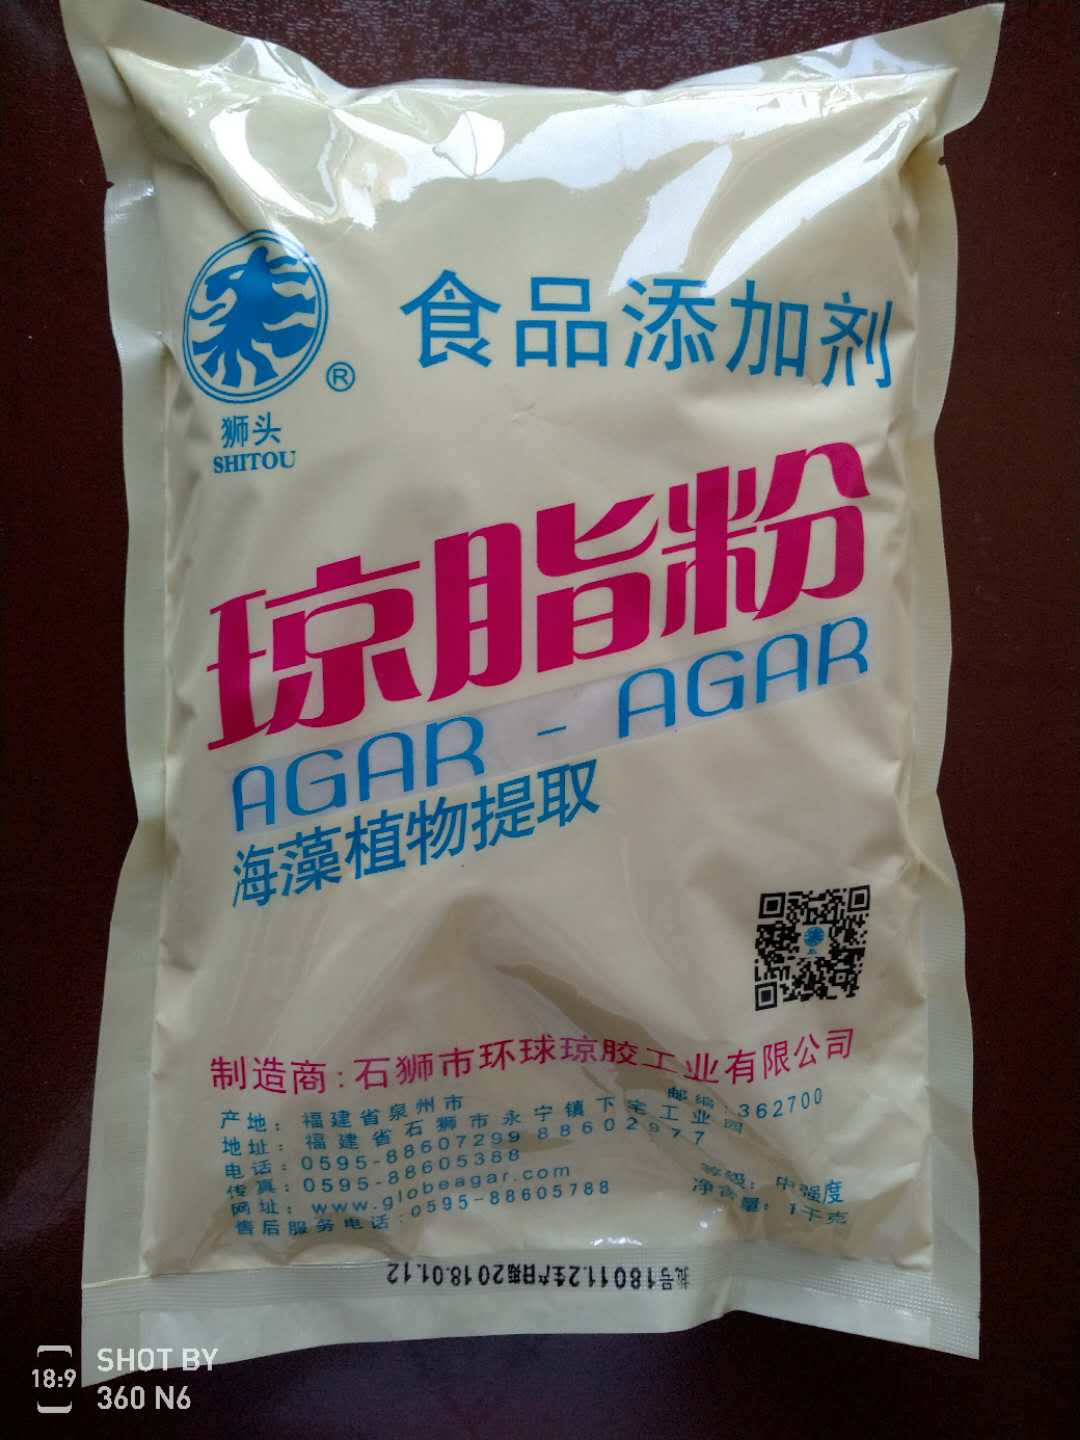 食品添加剂
®
狮头
SHITOU
琼脂粉
AGAR - AGAR
海藻植物提取
制造商:石狮市环球琼胶工业有限公司
产地: 福建省泉州市 邮编:362700
地址: 福建省石狮市永宁镇下宅工业园
电话: 0595-88607299 88602977
传真: 0595-88605388
网址: www.globeagar.com 等级: 中强度
售后服务电话:0595-88605788 净含量: 1千克
批号18011.2生产日期2018.01.12
18:9
SHOT BY
360 N6